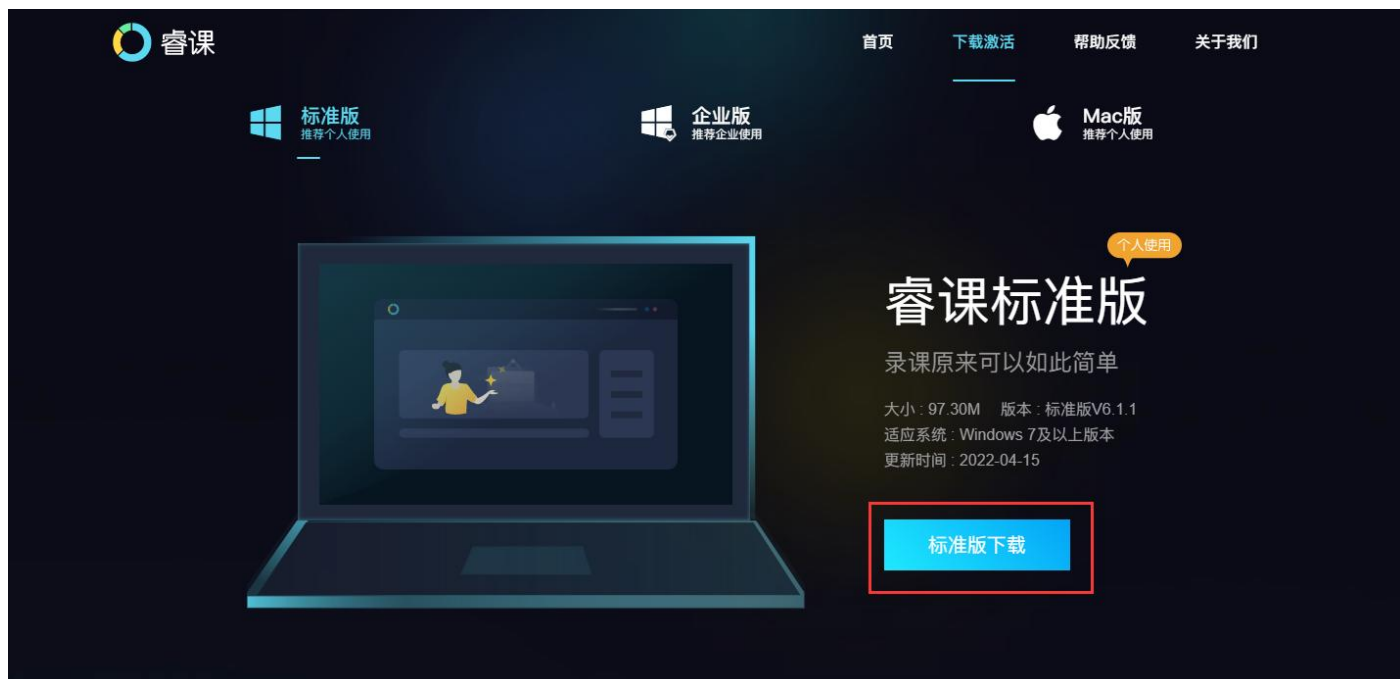 睿课
首页 下载激活 帮助反馈 关于我们
标准版
推荐个人使用
企业版
推荐企业使用
Mac版
推荐个人使用
个人使用
睿课标准版
录课原来可以如此简单
大小 : 97.30M 版本 : 标准版V6.1.1
适应系统 : Windows 7及以上版本
更新时间 : 2022-04-15
标准版下载